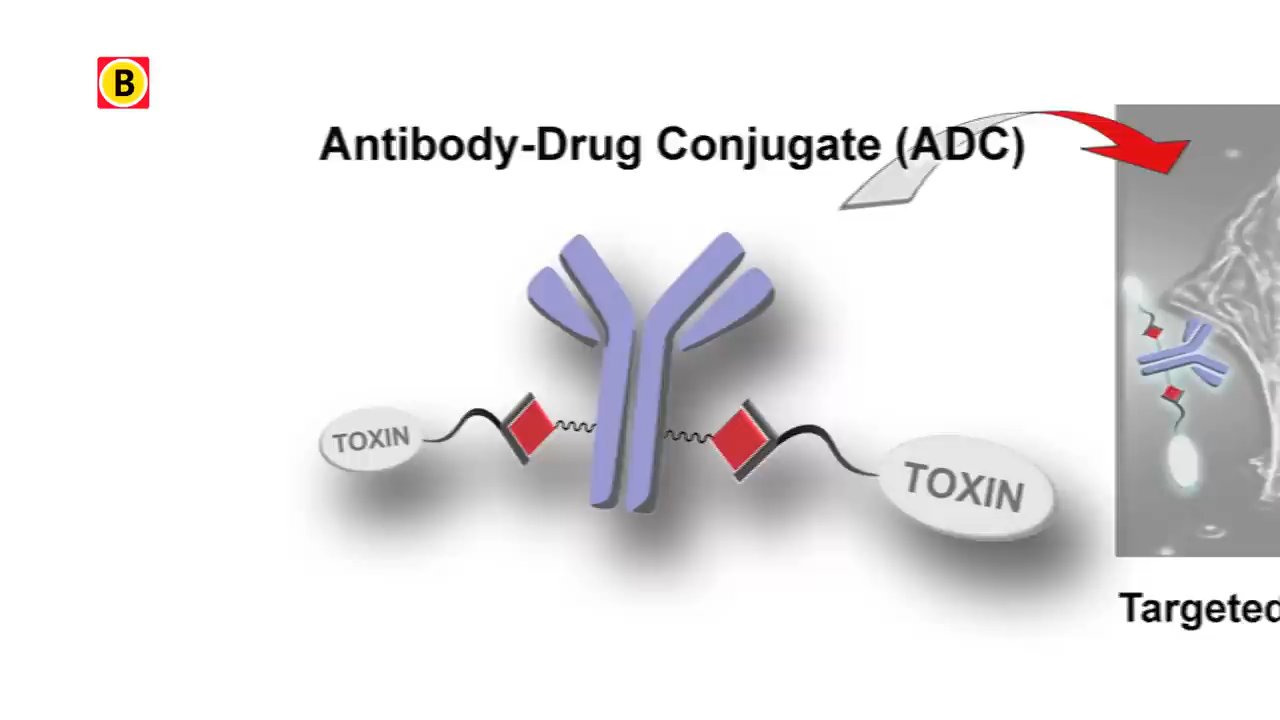 B
Antibody-Drug Conjugate (ADC)
TOXIN
TOXIN
Targeted